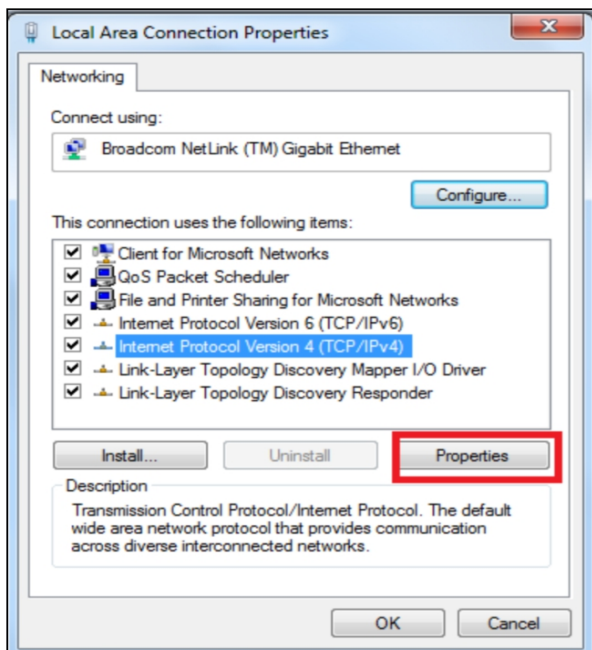 Local Area Connection Properties
Networking
Connect using:
Broadcom NetLink (TM) Gigabit Ethernet
Configure...
This connection uses the following items:
Client for Microsoft Networks
QoS Packet Scheduler
File and Printer Sharing for Microsoft Networks
Internet Protocol Version 6 (TCP/IPv6)
Internet Protocol Version 4 (TCP/IPv4)
Link-Layer Topology Discovery Mapper I/O Driver
Link-Layer Topology Discovery Responder
Install...
Uninstall
Properties
Description
Transmission Control Protocol/Internet Protocol. The default
wide area network protocol that provides communication
across diverse interconnected networks.
OK
Cancel